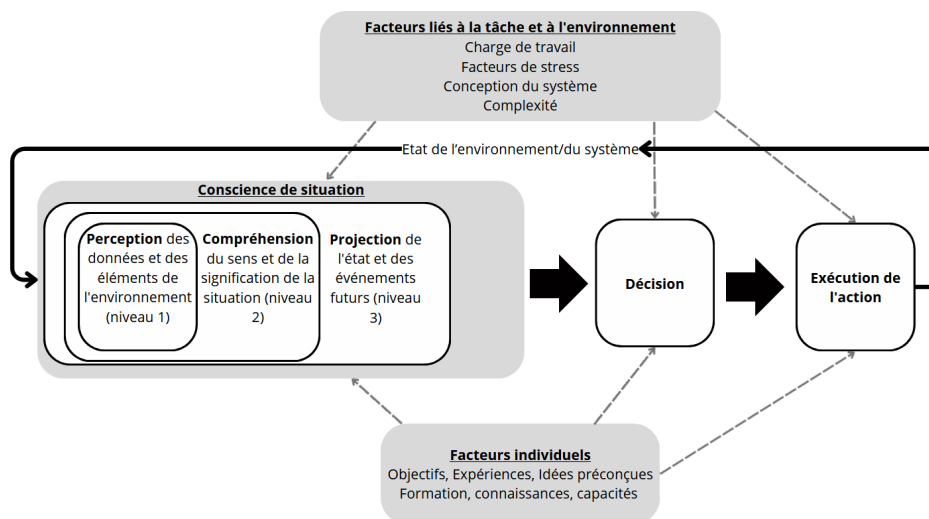 Facteurs liés à la tâche et à l'environnement
Charge de travail
Facteurs de stress
Conception du système
Complexité
Etat de l’environnement/du système
Conscience de situation
Perception des
données et des
éléments de
l'environnement
(niveau 1)
Compréhension
du sens et de la
signification de la
situation (niveau
2)
Projection de
l'état et des
événements
futurs (niveau
3)
Décision
Exécution de
l'action
Facteurs individuels
Objectifs, Expériences, Idées préconçues
Formation, connaissances, capacités